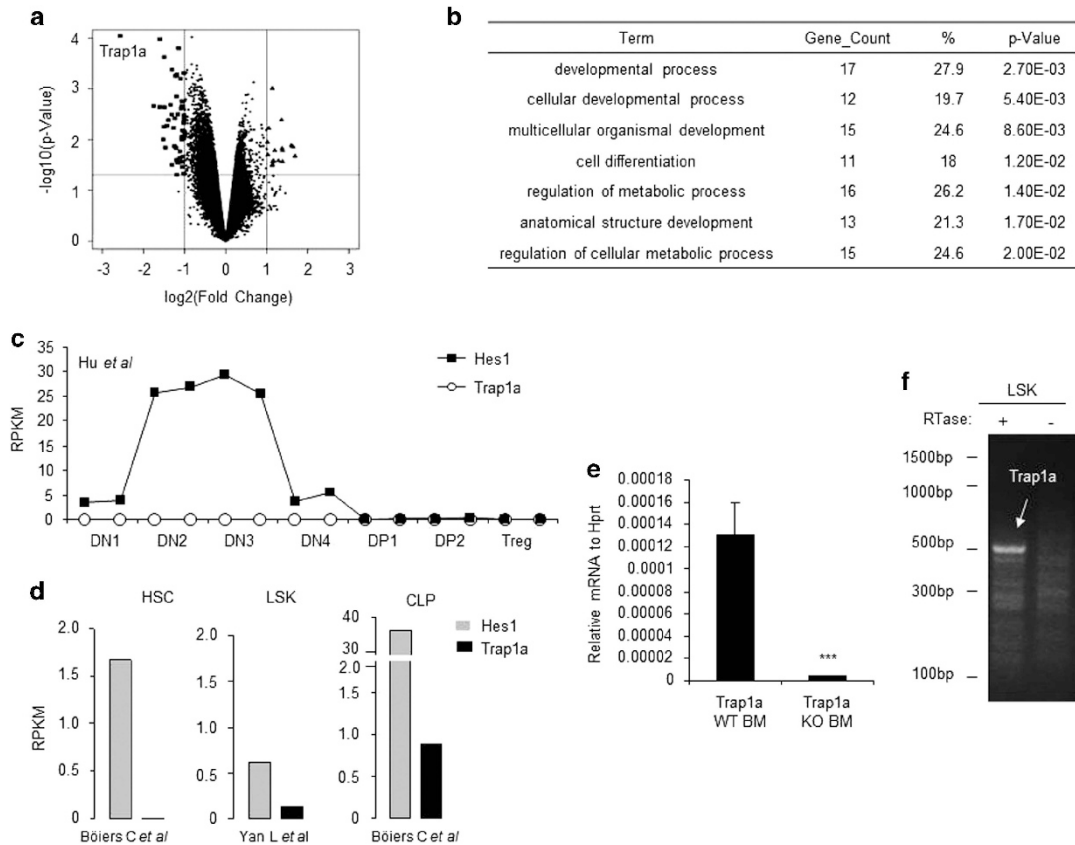 a
Trap1a
4
3
2
1
0
-log10(p-Value)
-3 -2 -1 0 1 2 3
log2(Fold Change)
b
Term Gene_Count % p-Value
developmental process 17 27.9 2.70E-03
cellular developmental process 12 19.7 5.40E-03
multicellular organismal development 15 24.6 8.60E-03
cell differentiation 11 18 1.20E-02
regulation of metabolic process 16 26.2 1.40E-02
anatomical structure development 13 21.3 1.70E-02
regulation of cellular metabolic process 15 24.6 2.00E-02
c
Hu et al
Hes1
Trap1a
35
30
25
20
15
10
5
0
RPKM
DN1 DN2 DN3 DN4 DP1 DP2 Treg
d
HSC LSK CLP
Hes1
Trap1a
RPKM
2.0
1.5
1.0
0.5
0
2.0
1.5
1.0
0.5
0
40
30
2.0
1.0
0.5
0
Böiers C et al Yan L et al Böiers C et al
e
Relative mRNA to Hprt
0.00018
0.00016
0.00014
0.00012
0.0001
0.00008
0.00006
0.00004
0.00002
0
***
Trap1a Trap1a
WT BM KO BM
f
LSK
RTase: + -
1500bp
1000bp
500bp
300bp
100bp
Trap1a